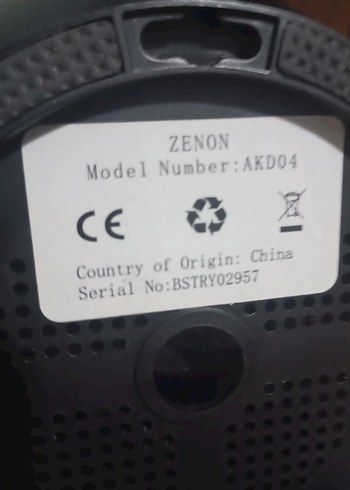 ZENON
Model Number:AKD04
CE
Country of Origin: China
Serial No:BSTRY02957